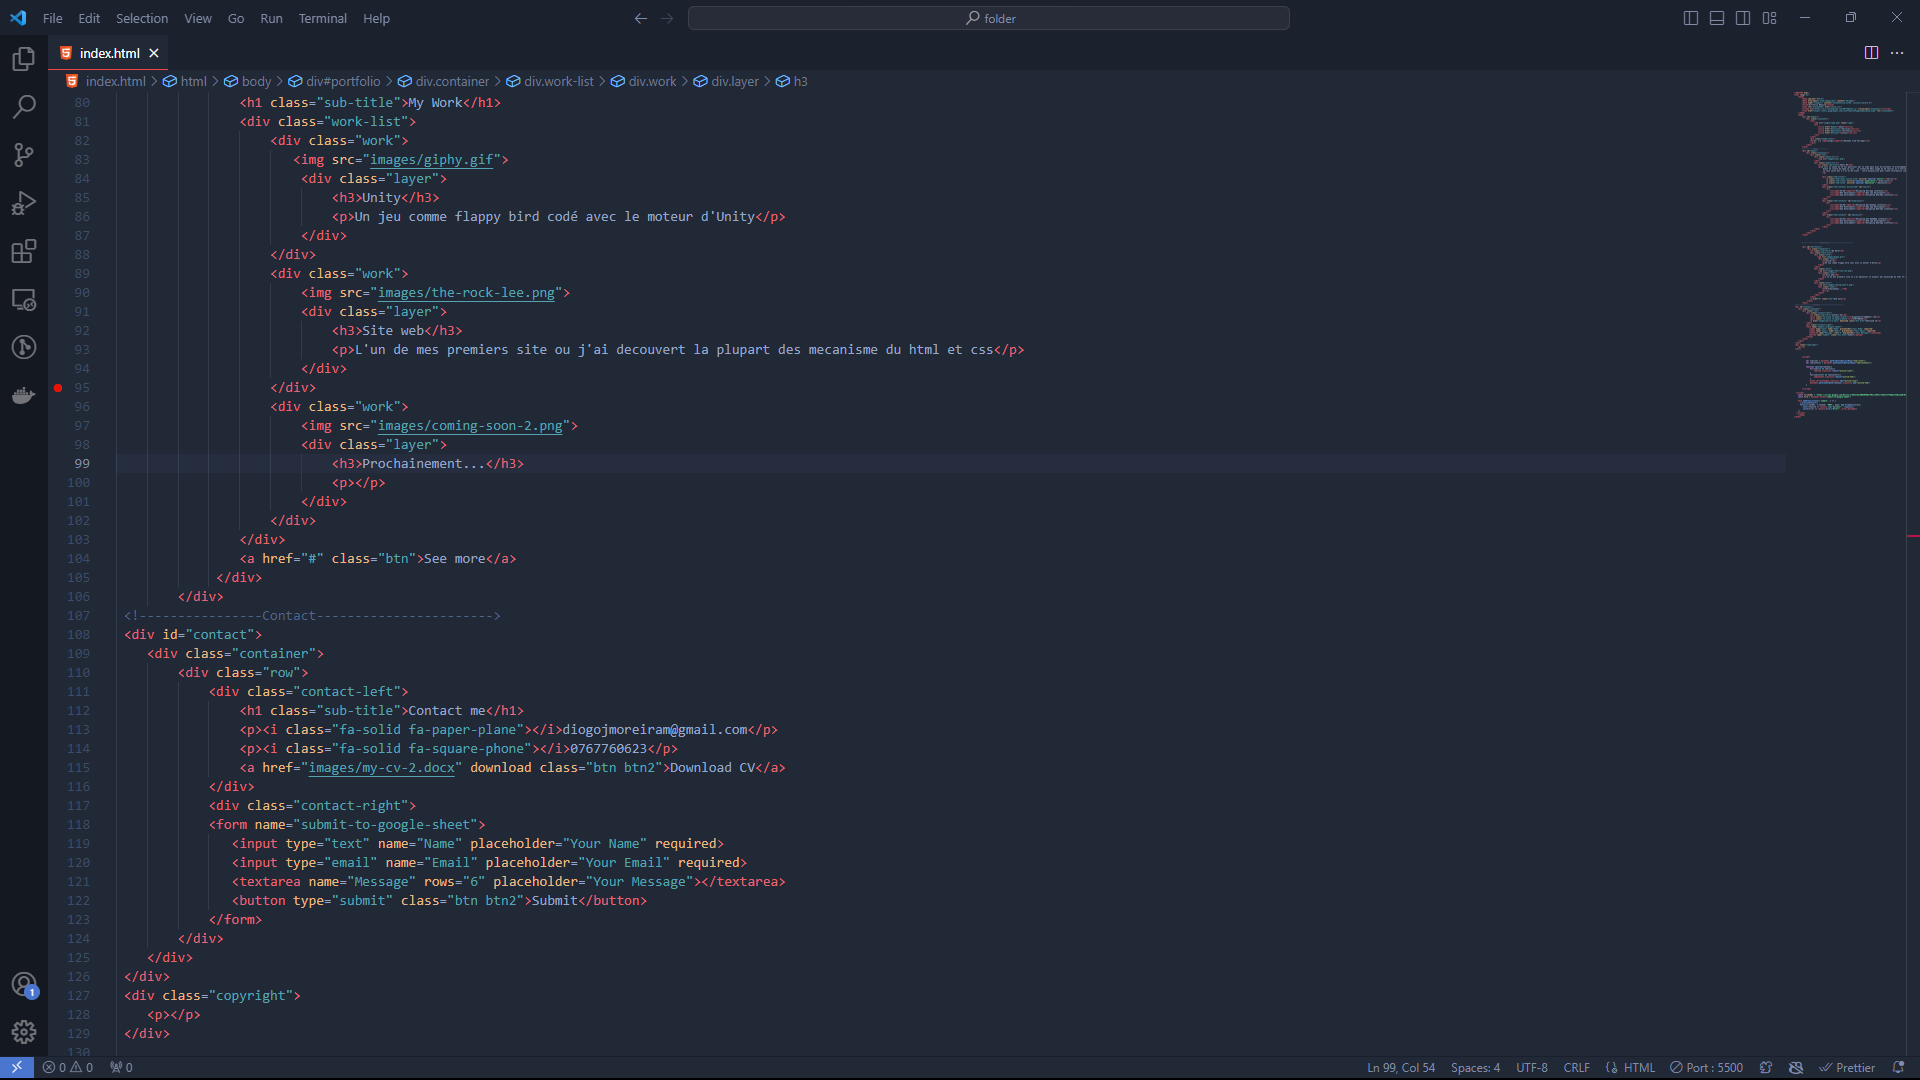 File Edit Selection View Go Run Terminal Help
folder
index.html
index.html > html > body > div#portfolio > div.container > div.work-list > div.work > div.layer > h3
80 <h1 class="sub-title">My Work</h1>
81 <div class="work-list">
82 <div class="work">
83 <img src="images/giphy.gif">
84 <div class="layer">
85 <h3>Unity</h3>
86 <p>Un jeu comme flappy bird codé avec le moteur d'Unity</p>
87 </div>
88 </div>
89 <div class="work">
90 <img src="images/the-rock-lee.png">
91 <div class="layer">
92 <h3>Site web</h3>
93 <p>L'un de mes premiers site ou j'ai decouvert la plupart des mecanisme du html et css</p>
94 </div>
95 </div>
96 <div class="work">
97 <img src="images/coming-soon-2.png">
98 <div class="layer">
99 <h3>Prochainement...</h3>
100 <p></p>
101 </div>
102 </div>
103 </div>
104 <a href="#" class="btn">See more</a>
105 </div>
106 </div>
107 <!----------------Contact----------------------->
108 <div id="contact">
109 <div class="container">
110 <div class="row">
111 <div class="contact-left">
112 <h1 class="sub-title">Contact me</h1>
113 <p><i class="fa-solid fa-paper-plane"></i>diogojmoreiram@gmail.com</p>
114 <p><i class="fa-solid fa-square-phone"></i>0767760623</p>
115 <a href="images/my-cv-2.docx" download class="btn btn2">Download CV</a>
116 </div>
117 <div class="contact-right">
118 <form name="submit-to-google-sheet">
119 <input type="text" name="Name" placeholder="Your Name" required>
120 <input type="email" name="Email" placeholder="Your Email" required>
121 <textarea name="Message" rows="6" placeholder="Your Message"></textarea>
122 <button type="submit" class="btn btn2">Submit</button>
123 </form>
124 </div>
125 </div>
126 </div>
127 <div class="copyright">
128 <p></p>
129 </div>
130
1
0 0 0 Ln 99, Col 54 Spaces: 4 UTF-8 CRLF HTML Port : 5500 Prettier